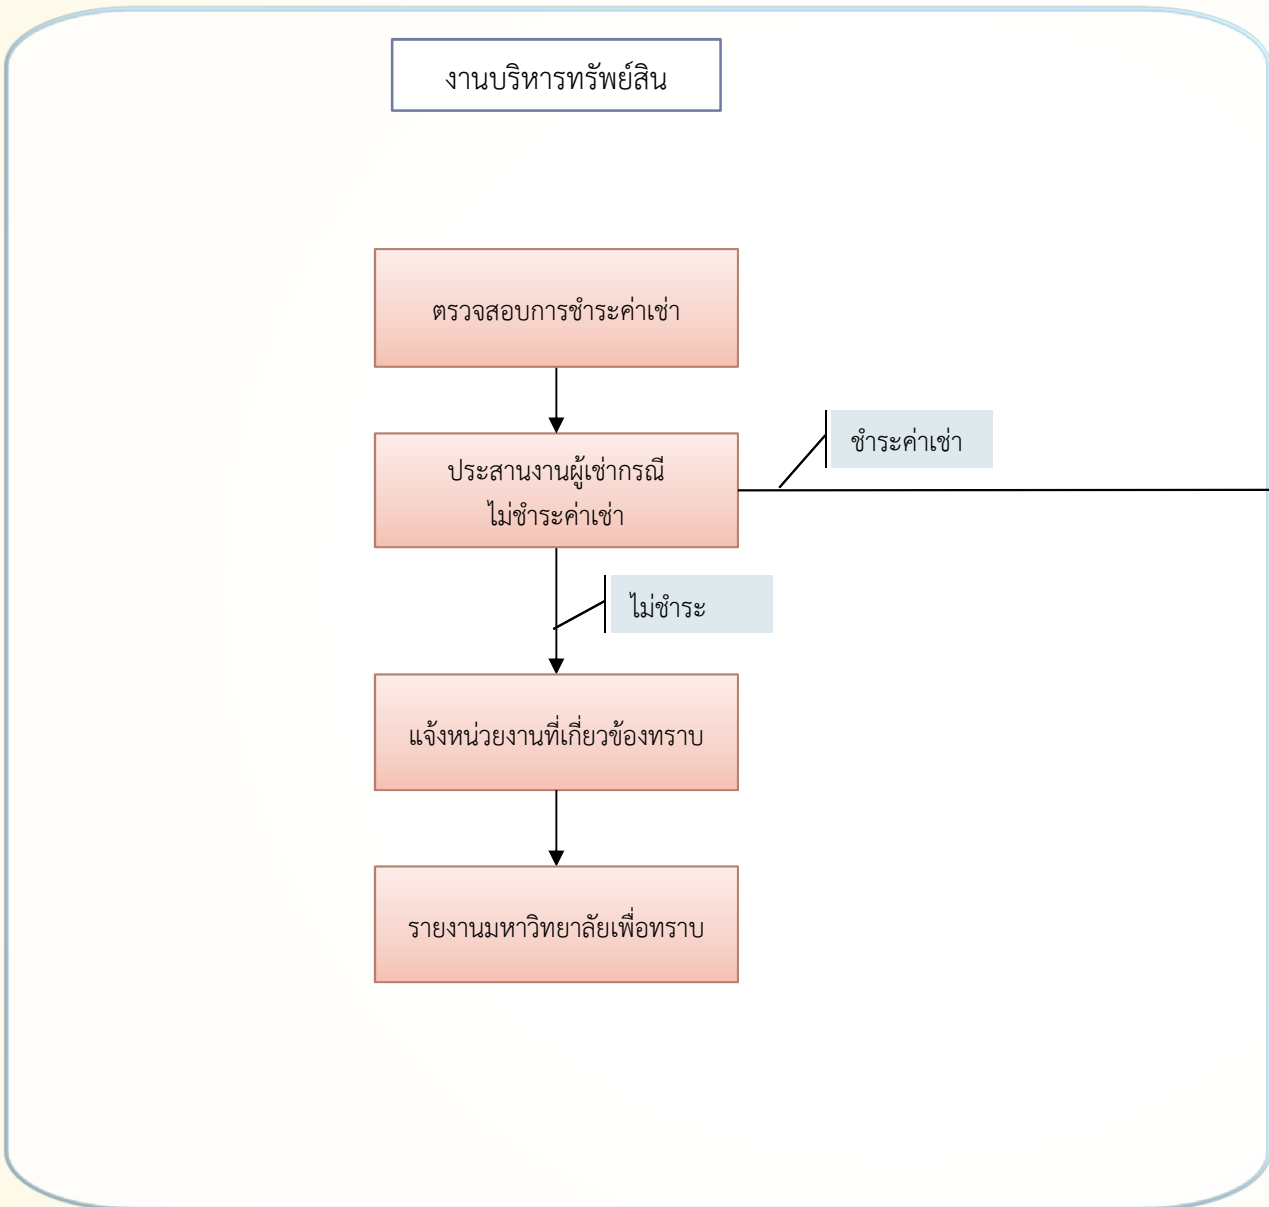 งานบริหารทรัพย์สิน
ตรวจสอบการชำระค่าเช่า
ชำระค่าเช่า
ประสานงานผู้เช่ากรณี
ไม่ชำระค่าเช่า
ไม่ชำระ
แจ้งหน่วยงานที่เกี่ยวข้องทราบ
รายงานมหาวิทยาลัยเพื่อทราบ